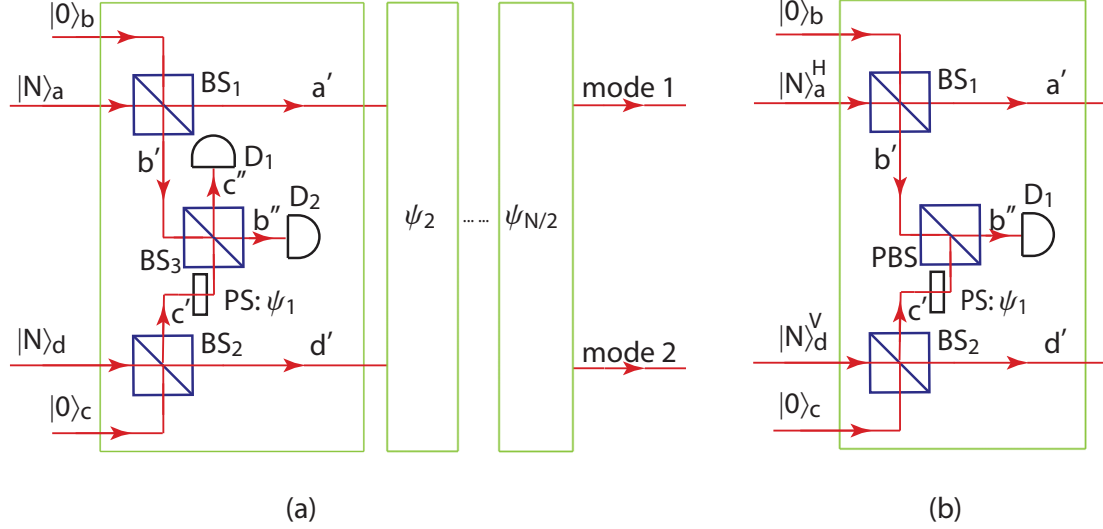 |0⟩b
|N⟩a
BS1
a′
b′
D1
c″
D2
b″
BS3
PS: ψ1
c′
|N⟩d
BS2
d′
|0⟩c
ψ2
......
ψN/2
mode 1
mode 2
(a)
|0⟩b
|N⟩aH
BS1
a′
b′
D1
b″
PBS
PS: ψ1
c′
|N⟩dV
BS2
d′
|0⟩c
(b)